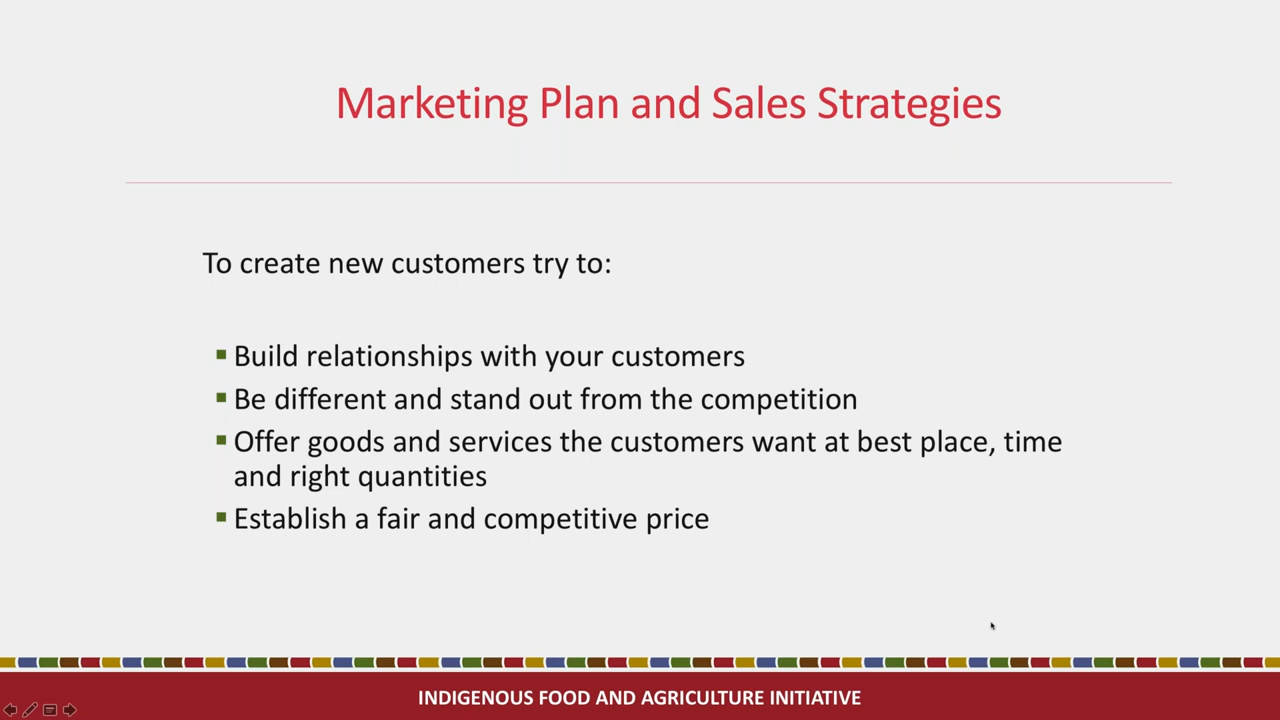 Marketing Plan and Sales Strategies
To create new customers try to:
Build relationships with your customers
Be different and stand out from the competition
Offer goods and services the customers want at best place, time
and right quantities
Establish a fair and competitive price
INDIGENOUS FOOD AND AGRICULTURE INITIATIVE